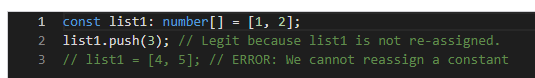 1 const list1: number[] = [1, 2];
2 list1.push(3); // Legit because list1 is not re-assigned.
3 // list1 = [4, 5]; // ERROR: We cannot reassign a constant